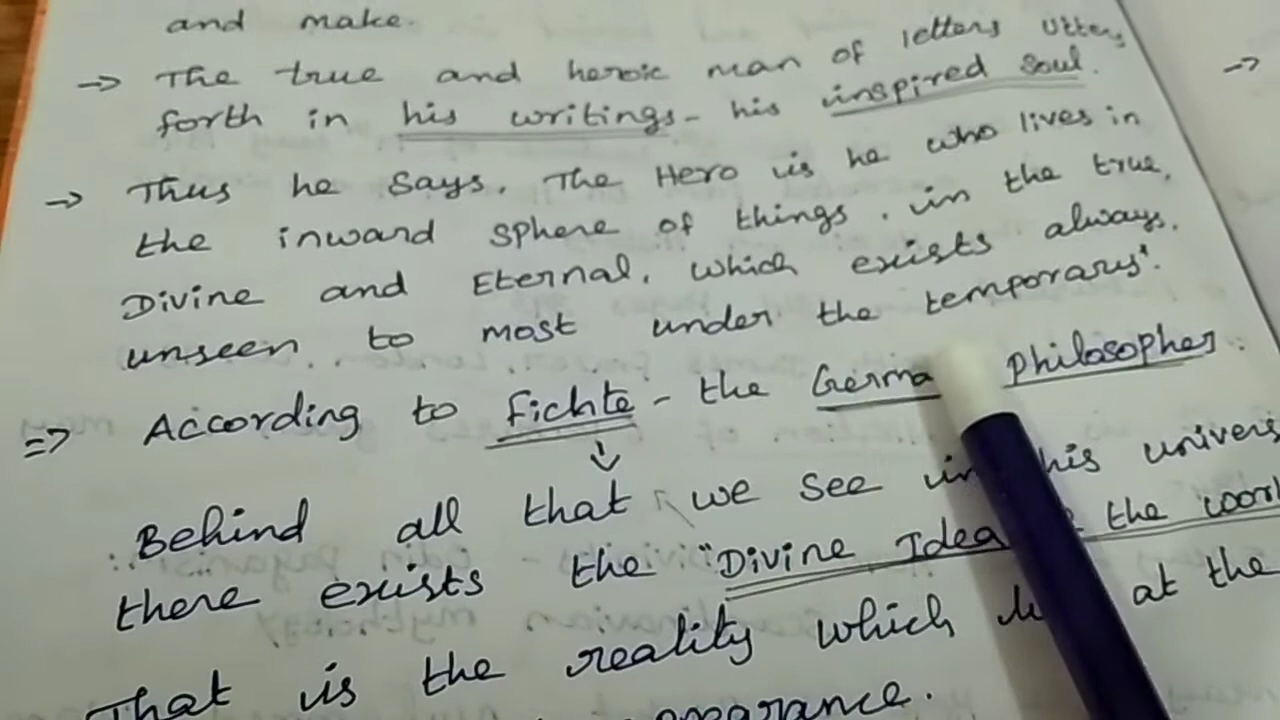 and make.
→ The true and heroic man of letters utters
forth in his writings - his inspired soul.
→ Thus he says. The Hero is he who lives in
the inward sphere of things. in the true,
Divine and Eternal. which exists always.
unseen to most under the temporary".
⇒ According to Fichte - the Germa philosopher.
Behind all that we see in his univers
there exists the "Divine Idea the worl
That is the reality which at the
appearance.